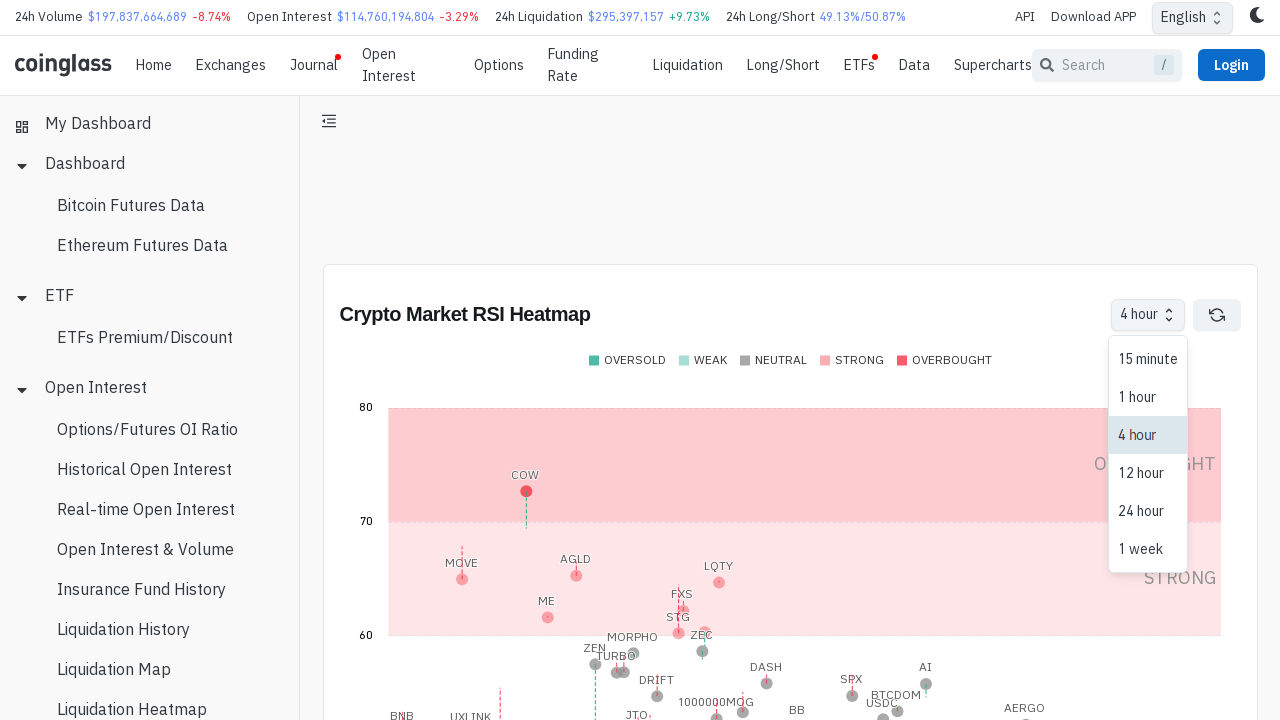 24h Volume $197,837,664,689 -8.74% Open Interest $114,760,194,804 -3.29% 24h Liquidation $295,397,157 +9.73% 24h Long/Short 49.13%/50.87% API Download APP English
coinglass Home Exchanges Journal Open Interest Options Funding Rate Liquidation Long/Short ETFs Data Supercharts Search / Login
My Dashboard
Dashboard
Bitcoin Futures Data
Ethereum Futures Data
ETF
ETFs Premium/Discount
Open Interest
Options/Futures OI Ratio
Historical Open Interest
Real-time Open Interest
Open Interest & Volume
Insurance Fund History
Liquidation History
Liquidation Map
Liquidation Heatmap
Crypto Market RSI Heatmap 4 hour
15 minute
1 hour
4 hour
12 hour
24 hour
1 week
OVERSOLD WEAK NEUTRAL STRONG OVERBOUGHT
80
COW
70
MOVE AGLD LQTY
STRONG
ME FXS
STG
60 MORPHO ZEC
ZEN TURBO
DRIFT DASH SPX AI
1000000MOG BTCDOM
BNB UXLINK JTO BB USDC AERGO